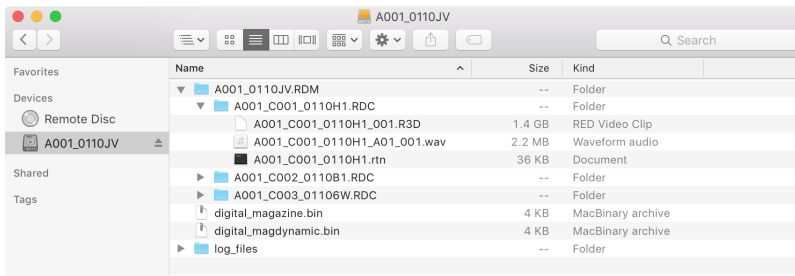 A001_0110JV
Search
Favorites
Devices
Remote Disc
A001_0110JV
Shared
Tags
Name Size Kind
A001_0110JV.RDM -- Folder
A001_C001_0110H1.RDC -- Folder
A001_C001_0110H1_001.R3D 1.4 GB RED Video Clip
A001_C001_0110H1_A01_001.wav 2.2 MB Waveform audio
A001_C001_0110H1.rtn 36 KB Document
A001_C002_0110B1.RDC -- Folder
A001_C003_01106W.RDC -- Folder
digital_magazine.bin 4 KB MacBinary archive
digital_magdynamic.bin 4 KB MacBinary archive
log_files -- Folder